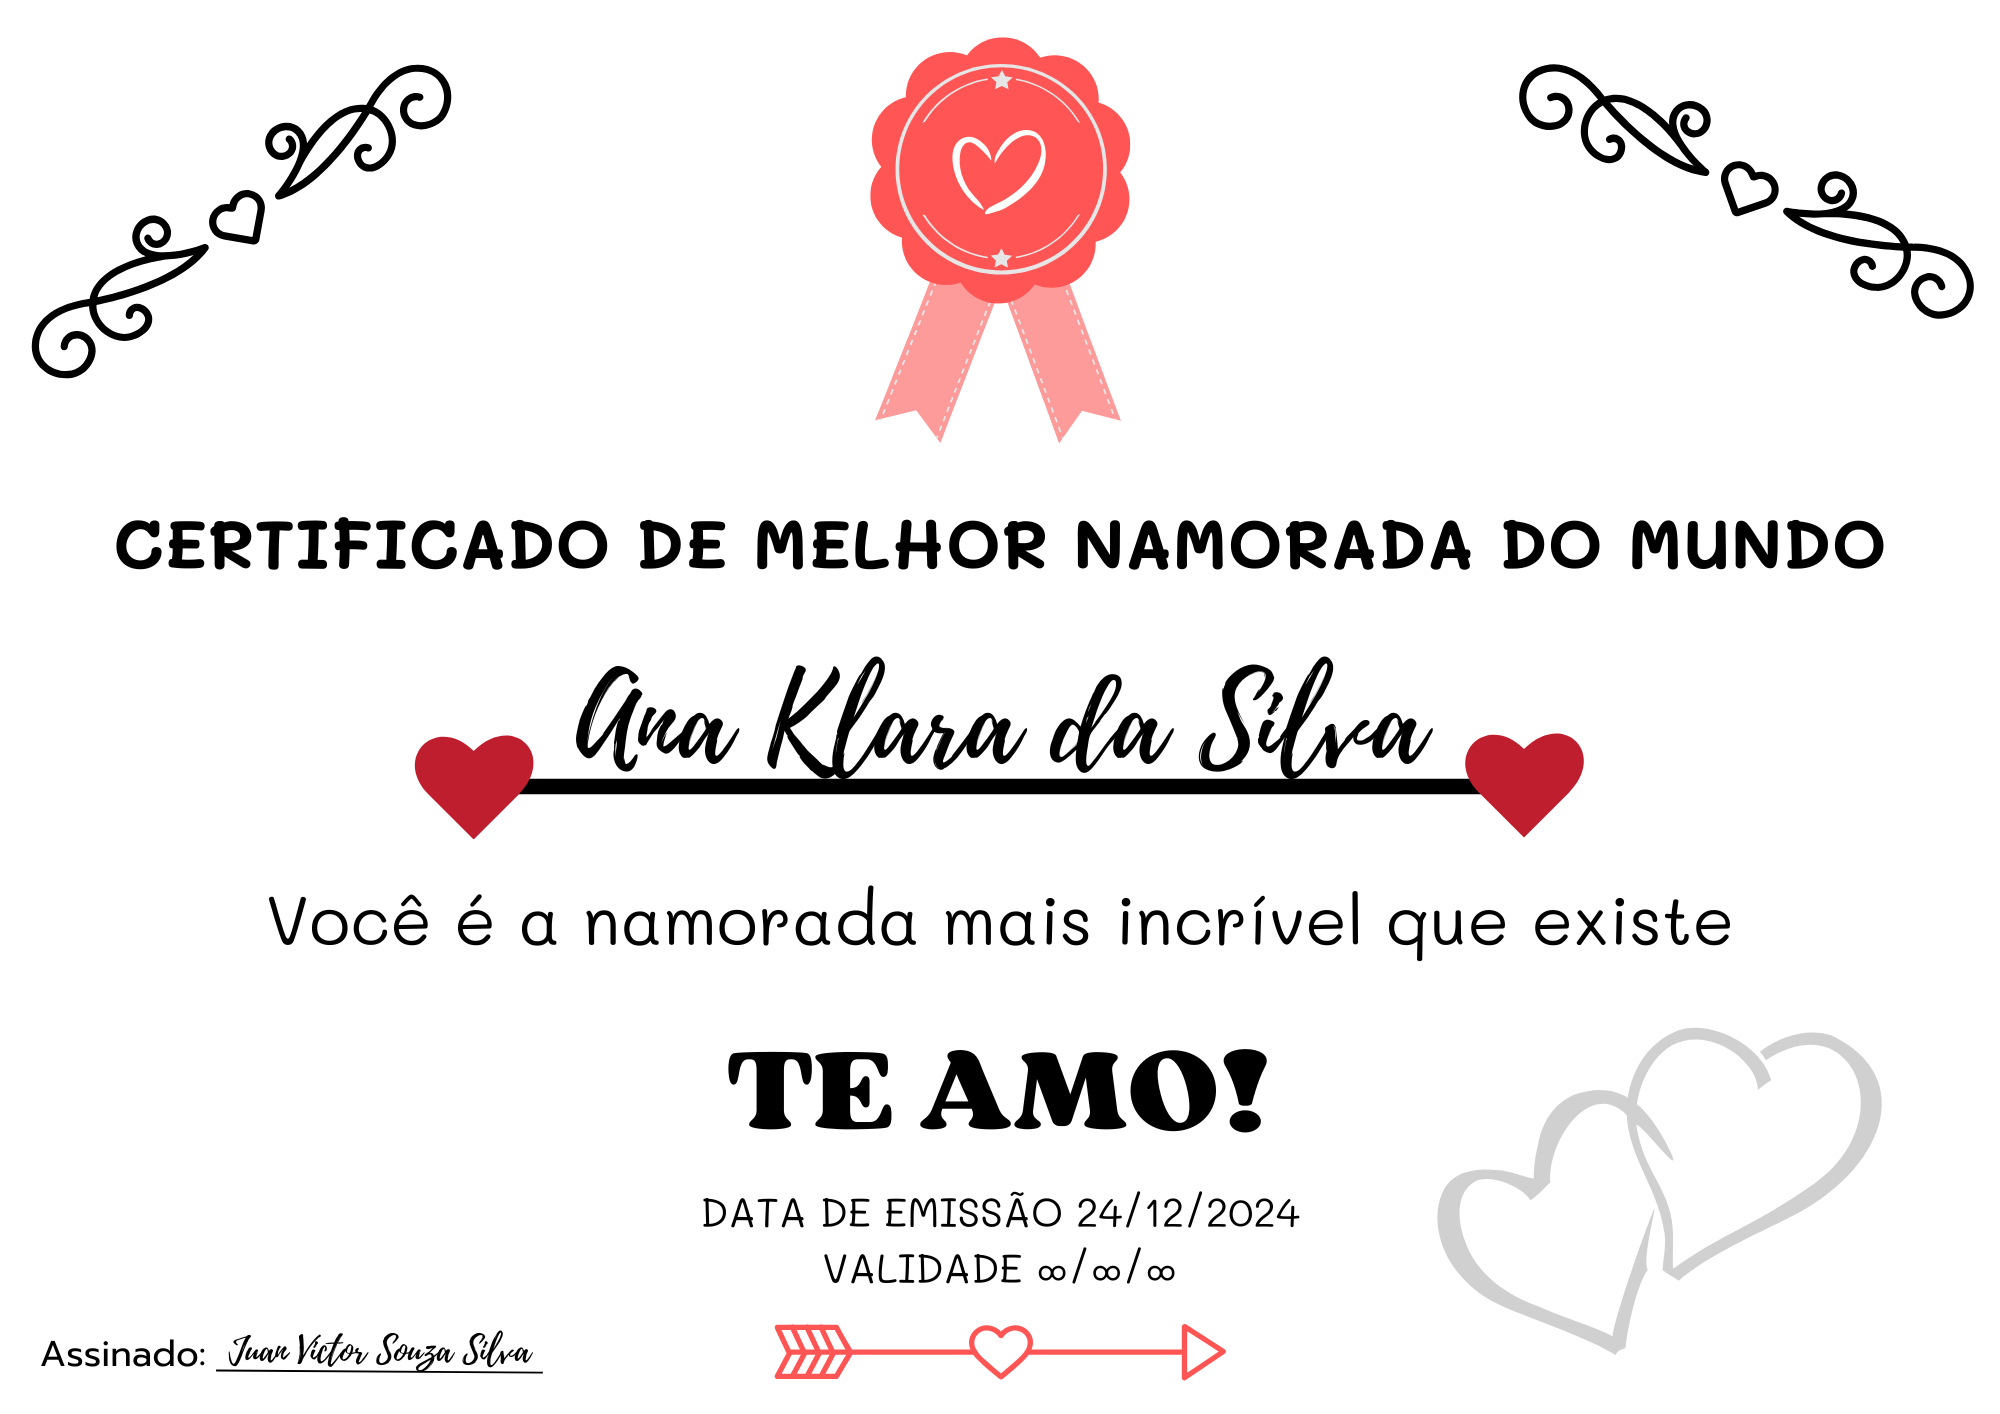 CERTIFICADO DE MELHOR NAMORADA DO MUNDO
Ana Klara da Silva
Você é a namorada mais incrível que existe
TE AMO!
DATA DE EMISSÃO 24/12/2024
VALIDADE ∞/∞/∞
Assinado: Juan Victor Souza Silva